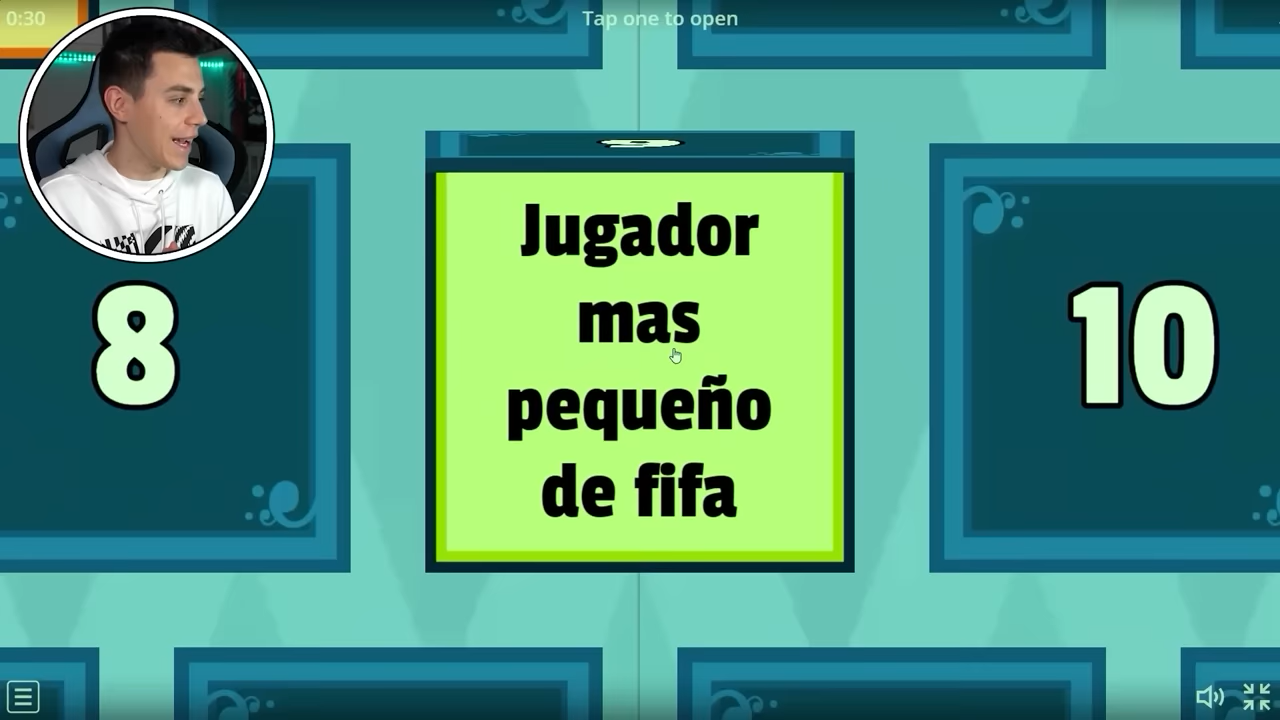 0:30
Tap one to open
Jugador
mas
pequeño
de fifa
8
10